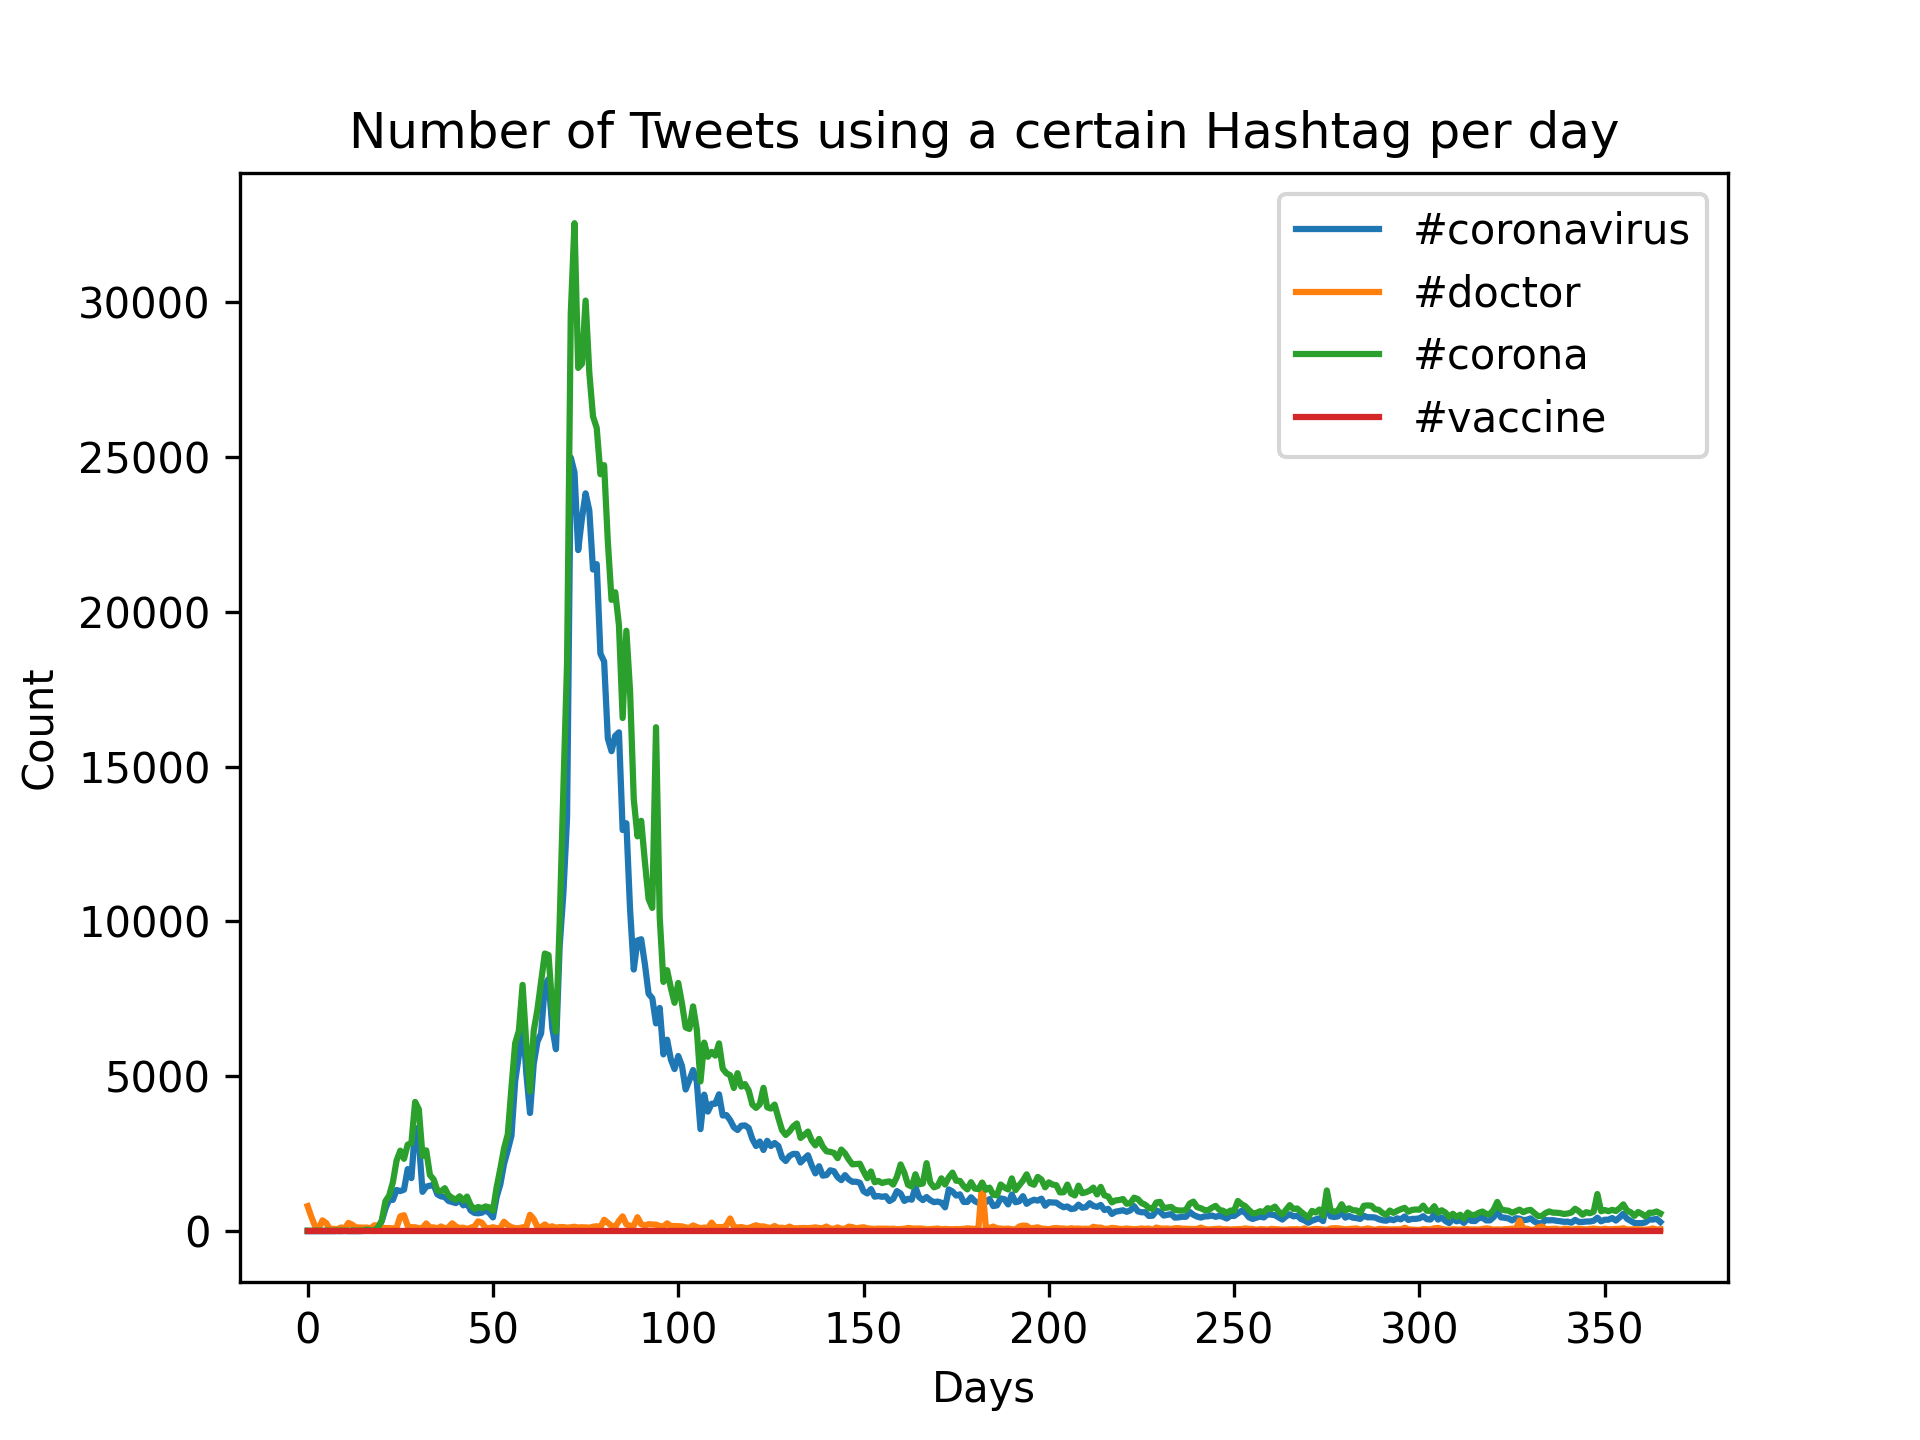 Number of Tweets using a certain Hashtag per day
#coronavirus
#doctor
#corona
#vaccine
30000
25000
20000
15000
10000
5000
0
Count
0 50 100 150 200 250 300 350
Days